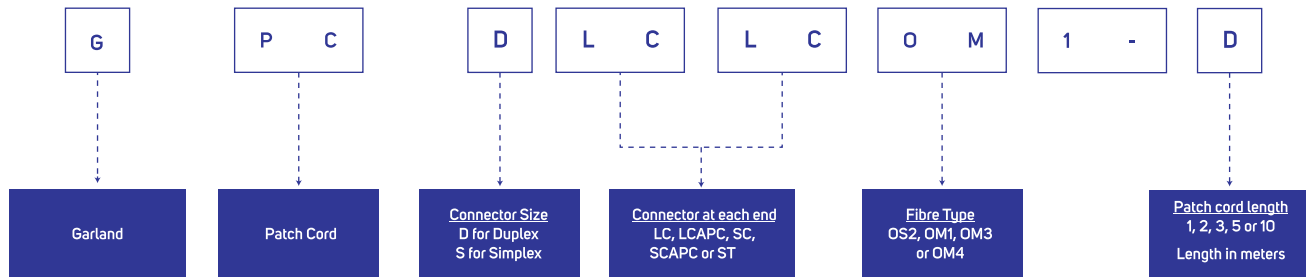 G P C D L C L C O M 1 - D
Garland
Patch Cord
Connector Size
D for Duplex
S for Simplex
Connector at each end
LC, LCAPC, SC,
SCAPC or ST
Fibre Type
OS2, OM1, OM3
or OM4
Patch cord length
1, 2, 3, 5 or 10
Length in meters